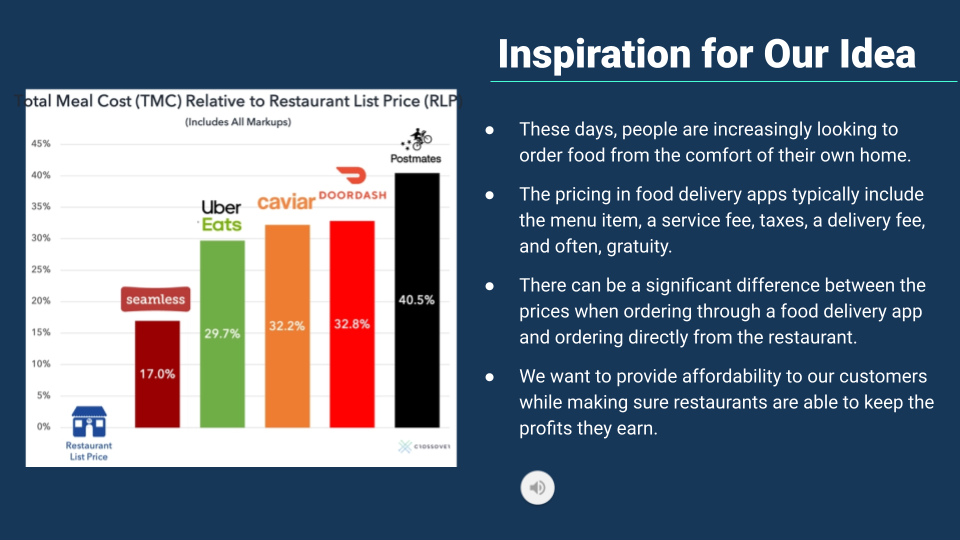 Inspiration for Our Idea
Total Meal Cost (TMC) Relative to Restaurant List Price (RLP)
(Includes All Markups)
45%
40%
35%
30%
25%
20%
15%
10%
5%
0%
Restaurant
List Price
seamless
17.0%
Uber
Eats
29.7%
caviar
32.2%
DOORDASH
32.8%
Postmates
40.5%
● These days, people are increasingly looking to
order food from the comfort of their own home.
● The pricing in food delivery apps typically include
the menu item, a service fee, taxes, a delivery fee,
and often, gratuity.
● There can be a significant difference between the
prices when ordering through a food delivery app
and ordering directly from the restaurant.
● We want to provide affordability to our customers
while making sure restaurants are able to keep the
profits they earn.